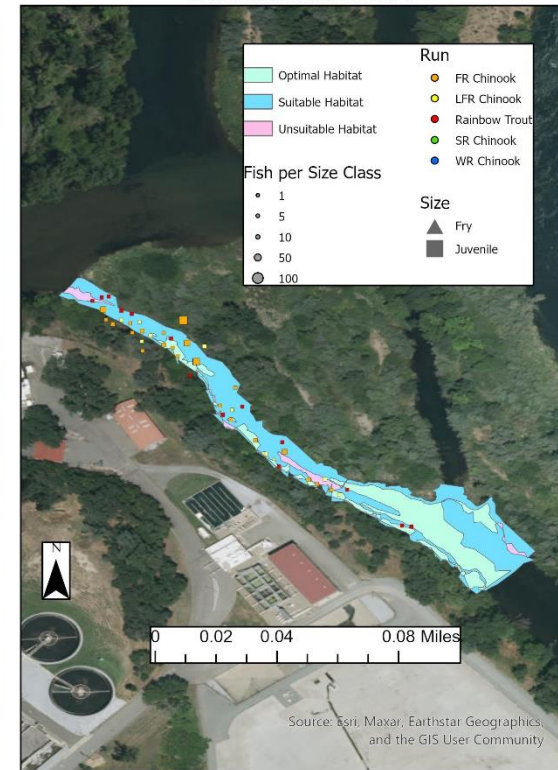 Optimal Habitat
Suitable Habitat
Unsuitable Habitat
Fish per Size Class
1
5
10
50
100
Run
FR Chinook
LFR Chinook
Rainbow Trout
SR Chinook
WR Chinook
Size
Fry
Juvenile
N
0 0.02 0.04 0.08 Miles
Source: Esri, Maxar, Earthstar Geographics,
and the GIS User Community